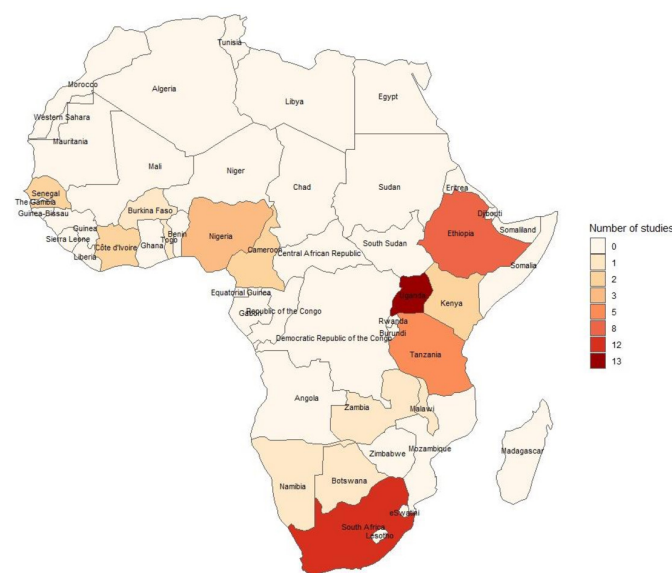 Tunisia
Morocco
Algeria
Libya
Egypt
Western Sahara
Mauritania
Mali
Niger
Chad
Sudan
Eritrea
Senegal
The Gambia
Guinea-Bissau
Burkina Faso
Djibouti
Guinea
Benin
Nigeria
Ethiopia
Somaliland
Sierra Leone
Côte d'Ivoire
Ghana
Togo
Liberia
Cameroon
Central African Republic
South Sudan
Somalia
Equatorial Guinea
Uganda
Kenya
Gabon
Republic of the Congo
Rwanda
Burundi
Democratic Republic of the Congo
Tanzania
Angola
Zambia
Malawi
Mozambique
Zimbabwe
Madagascar
Namibia
Botswana
eSwatini
South Africa
Lesotho
Number of studies
0
1
2
3
5
8
12
13